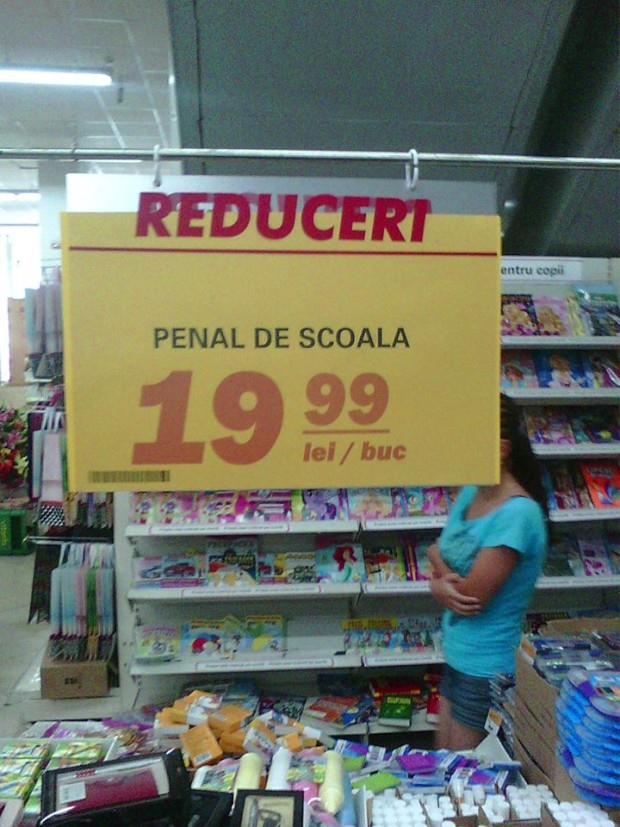 REDUCERI
entru copii
PENAL DE SCOALA
19 99
lei / buc